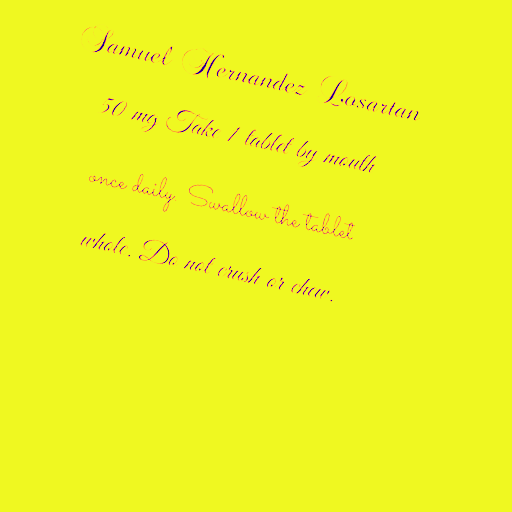 Samuel Hernandez Losartan
50 mg Take 1 tablet by mouth
once daily. Swallow the tablet
whole. Do not crush or chew.